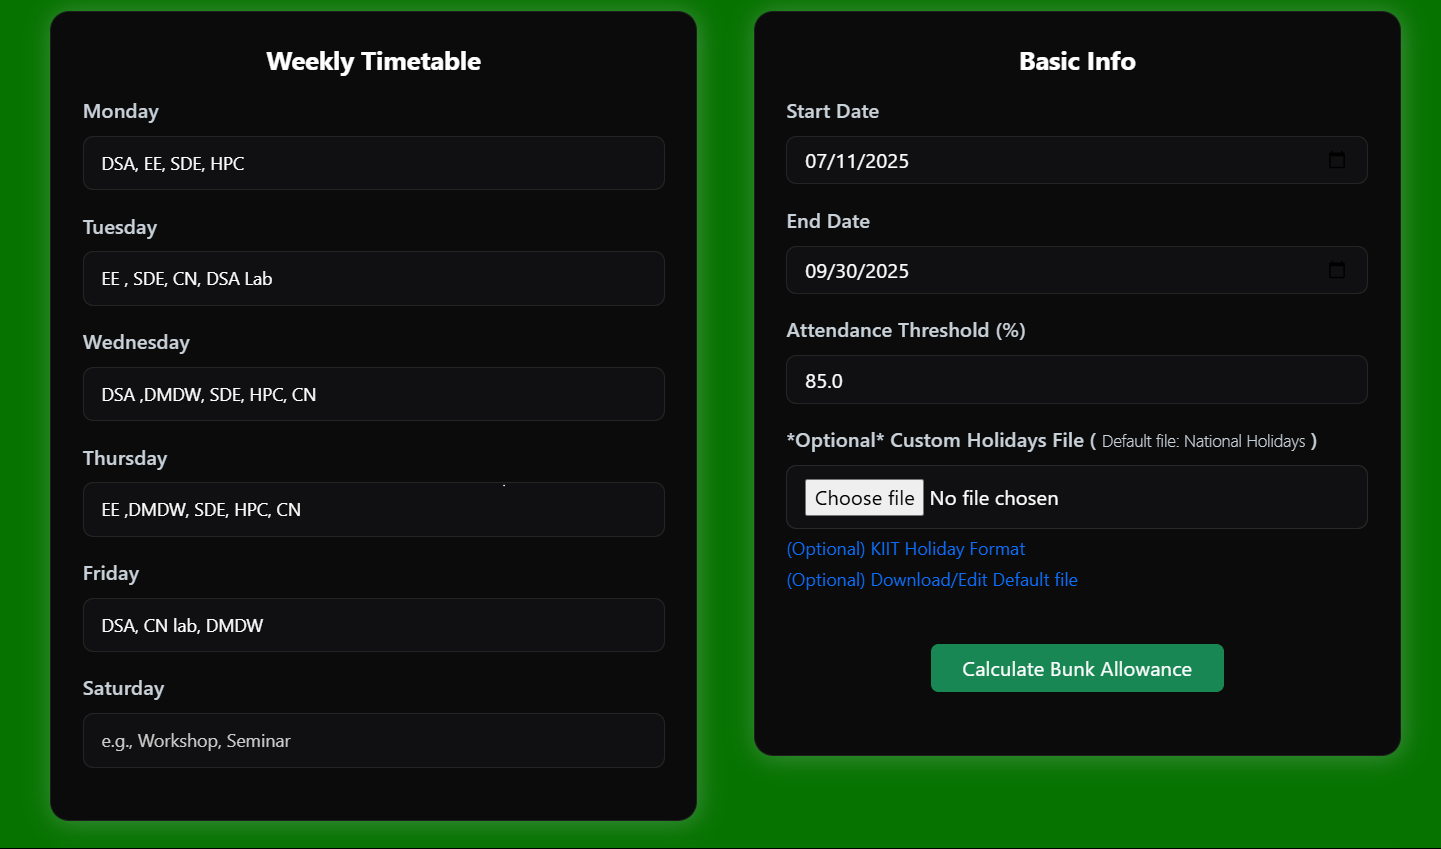 Weekly Timetable
Monday
DSA, EE, SDE, HPC
Tuesday
EE , SDE, CN, DSA Lab
Wednesday
DSA ,DMDW, SDE, HPC, CN
Thursday
EE ,DMDW, SDE, HPC, CN
Friday
DSA, CN lab, DMDW
Saturday
e.g., Workshop, Seminar
Basic Info
Start Date
07/11/2025
End Date
09/30/2025
Attendance Threshold (%)
85.0
*Optional* Custom Holidays File ( Default file: National Holidays )
Choose file No file chosen
(Optional) KIIT Holiday Format
(Optional) Download/Edit Default file
Calculate Bunk Allowance